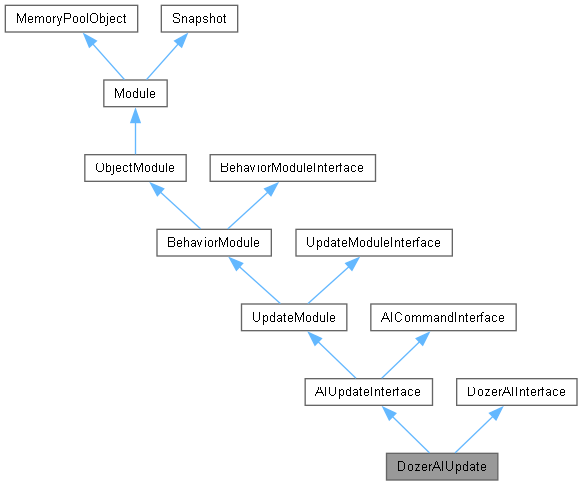 MemoryPoolObject
Snapshot
Module
ObjectModule
BehaviorModuleInterface
BehaviorModule
UpdateModuleInterface
UpdateModule
AICommandInterface
AIUpdateInterface
DozerAIInterface
DozerAIUpdate